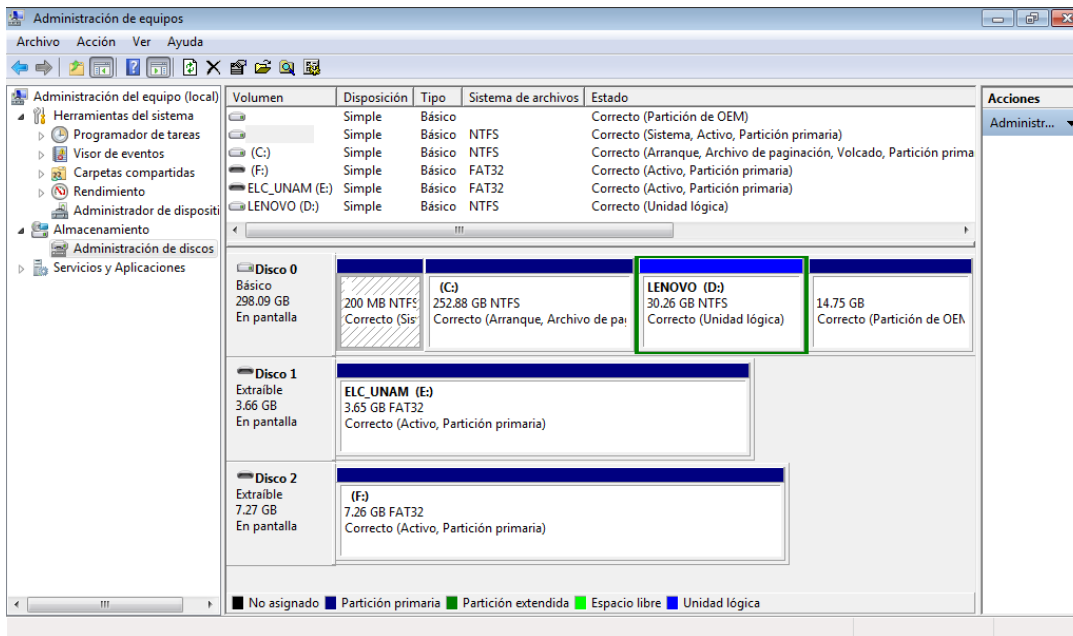 Administración de equipos
Archivo Acción Ver Ayuda
Administración del equipo (local)
Herramientas del sistema
Programador de tareas
Visor de eventos
Carpetas compartidas
Rendimiento
Administrador de dispositi
Almacenamiento
Administración de discos
Servicios y Aplicaciones
Volumen Disposición Tipo Sistema de archivos Estado
Simple Básico Correcto (Partición de OEM)
Simple Básico NTFS Correcto (Sistema, Activo, Partición primaria)
(C:) Simple Básico NTFS Correcto (Arranque, Archivo de paginación, Volcado, Partición prima
(F:) Simple Básico FAT32 Correcto (Activo, Partición primaria)
ELC_UNAM (E:) Simple Básico FAT32 Correcto (Activo, Partición primaria)
LENOVO (D:) Simple Básico NTFS Correcto (Unidad lógica)
Disco 0
Básico
298.09 GB
En pantalla
200 MB NTFS
Correcto (Sis
(C:)
252.88 GB NTFS
Correcto (Arranque, Archivo de pa
LENOVO (D:)
30.26 GB NTFS
Correcto (Unidad lógica)
14.75 GB
Correcto (Partición de OEN
Disco 1
Extraíble
3.66 GB
En pantalla
ELC_UNAM (E:)
3.65 GB FAT32
Correcto (Activo, Partición primaria)
Disco 2
Extraíble
7.27 GB
En pantalla
(F:)
7.26 GB FAT32
Correcto (Activo, Partición primaria)
No asignado Partición primaria Partición extendida Espacio libre Unidad lógica
Acciones
Administr...